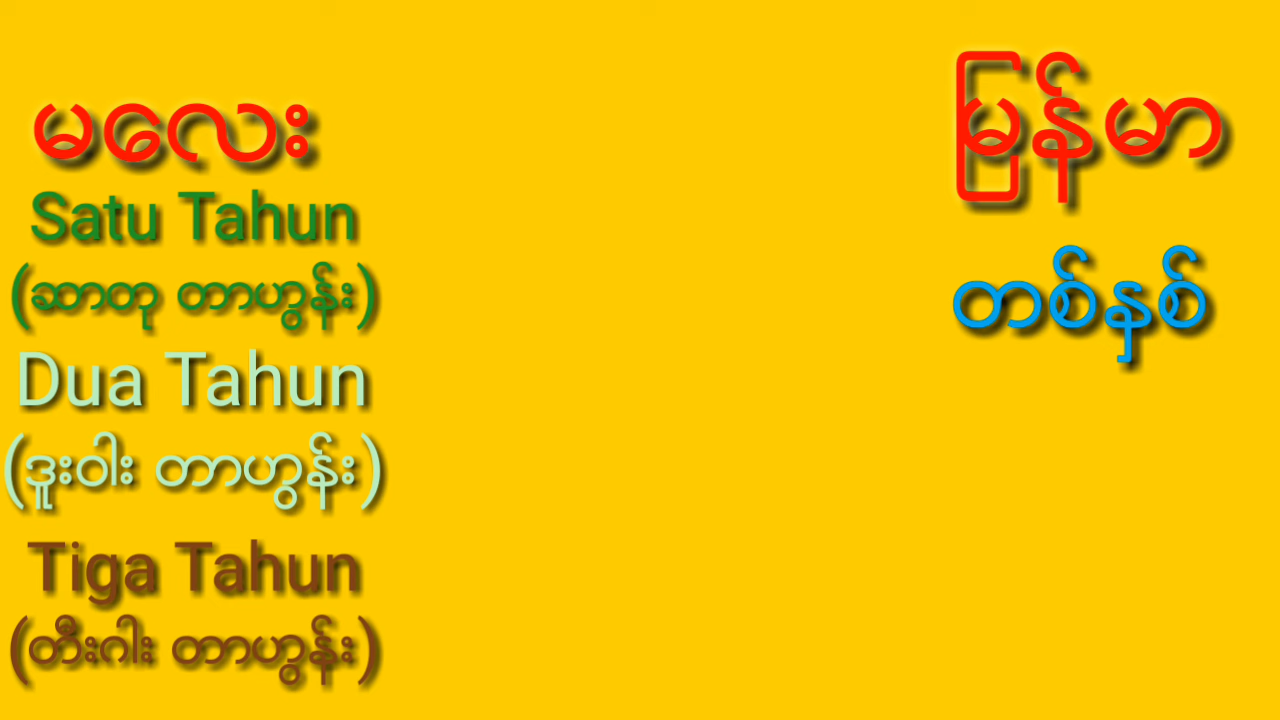 မလေး
မြန်မာ
Satu Tahun
(ဆာတု တာဟွန်း)
တစ်နှစ်
Dua Tahun
(ဒူးဝါး တာဟွန်း)
Tiga Tahun
(တီးဂါး တာဟွန်း)